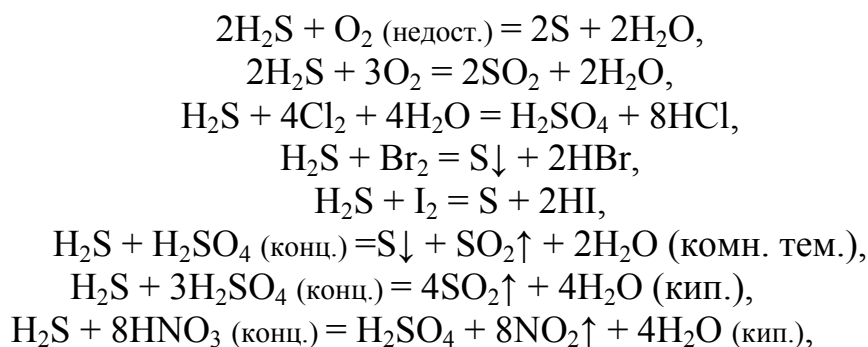 2H₂S + O₂ (недост.) = 2S + 2H₂O,
2H₂S + 3O₂ = 2SO₂ + 2H₂O,
H₂S + 4Cl₂ + 4H₂O = H₂SO₄ + 8HCl,
H₂S + Br₂ = S↓ + 2HBr,
H₂S + I₂ = S + 2HI,
H₂S + H₂SO₄ (конц.) =S↓ + SO₂↑ + 2H₂O (комн. тем.),
H₂S + 3H₂SO₄ (конц.) = 4SO₂↑ + 4H₂O (кип.),
H₂S + 8HNO₃ (конц.) = H₂SO₄ + 8NO₂↑ + 4H₂O (кип.),